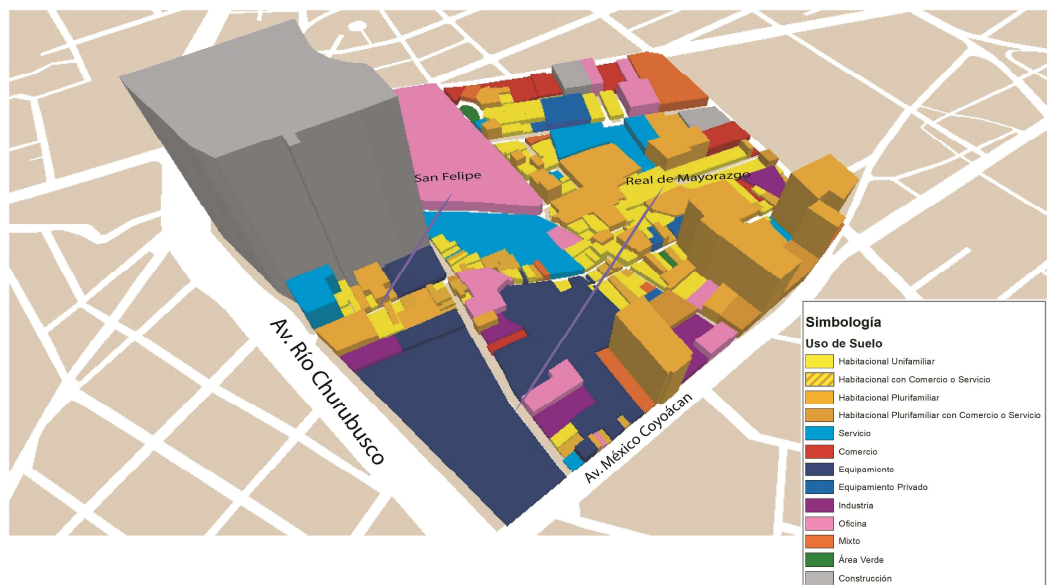 San Felipe
Real de Mayorazgo
Av. Río Churubusco
Av. México Coyoácan
Simbología
Uso de Suelo
Habitacional Unifamiliar
Habitacional con Comercio o Servicio
Habitacional Plurifamiliar
Habitacional Plurifamiliar con Comercio o Servicio
Servicio
Comercio
Equipamiento
Equipamiento Privado
Industria
Oficina
Mixto
Área Verde
Construcción